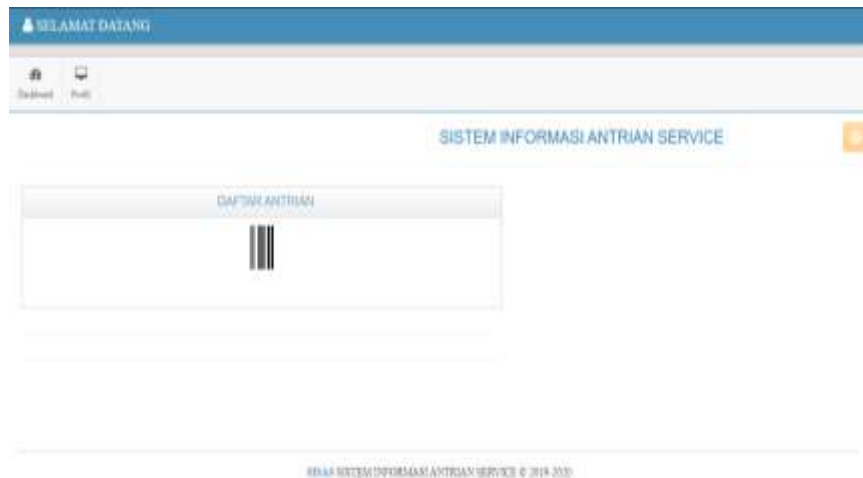 SELAMAT DATANG
Dashboard Profil
SISTEM INFORMASI ANTRIAN SERVICE
DAFTAR ANTRIAN
SISTEM INFORMASI ANTRIAN SERVICE © 2019-2020